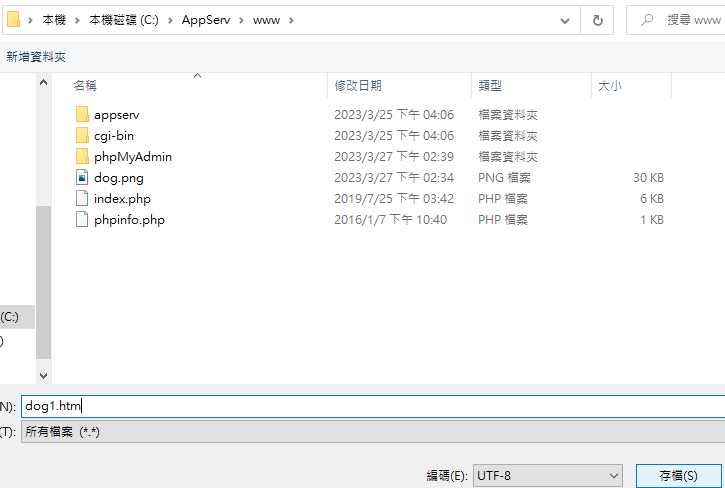 本機 › 本機磁碟 (C:) › AppServ › www ›
搜尋 www
新增資料夾
名稱 修改日期 類型 大小
appserv 2023/3/25 下午 04:06 檔案資料夾
cgi-bin 2023/3/25 下午 04:06 檔案資料夾
phpMyAdmin 2023/3/27 下午 02:39 檔案資料夾
dog.png 2023/3/27 下午 02:34 PNG 檔案 30 KB
index.php 2019/7/25 下午 03:42 PHP 檔案 6 KB
phpinfo.php 2016/1/7 下午 10:40 PHP 檔案 1 KB
(C:)
)
N): dog1.htm
(T): 所有檔案 (*.*)
編碼(E): UTF-8 存檔(S)